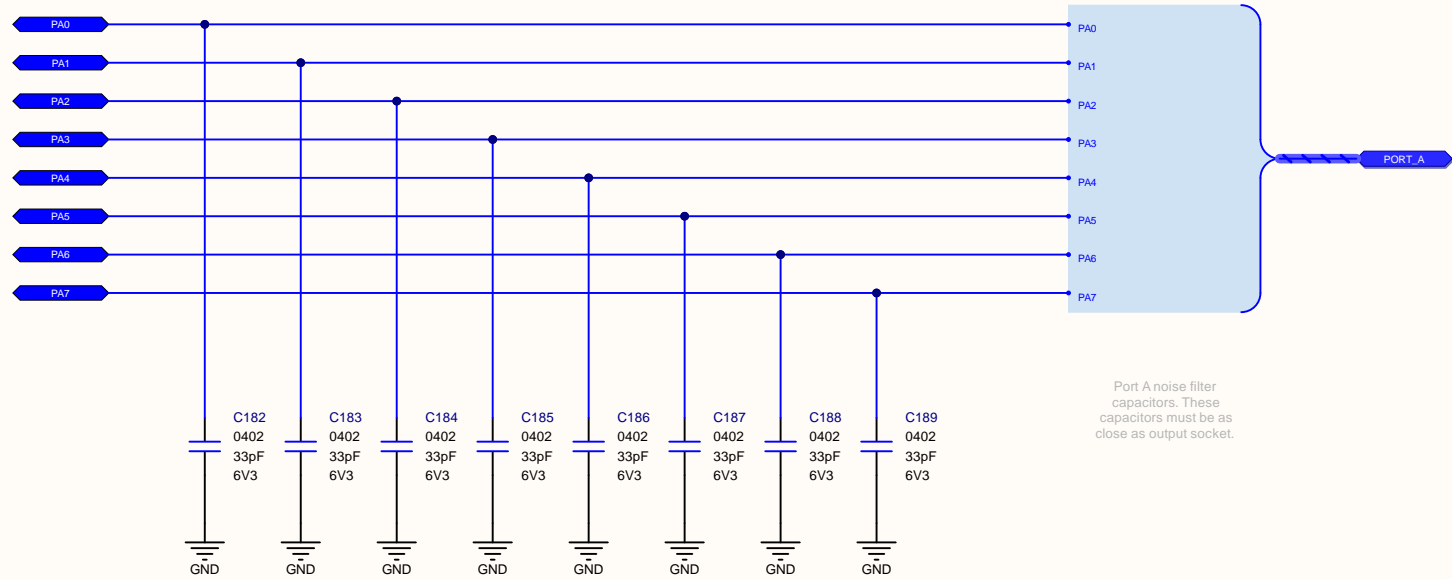 PA0
PA0
PA1
PA1
PA2
PA2
PA3
PA3
PORT_A
PA4
PA4
PA5
PA5
PA6
PA6
PA7
PA7
Port A noise filter
capacitors. These
capacitors must be as
close as output socket.
C182
0402
33pF
6V3
C183
0402
33pF
6V3
C184
0402
33pF
6V3
C185
0402
33pF
6V3
C186
0402
33pF
6V3
C187
0402
33pF
6V3
C188
0402
33pF
6V3
C189
0402
33pF
6V3
GND
GND
GND
GND
GND
GND
GND
GND